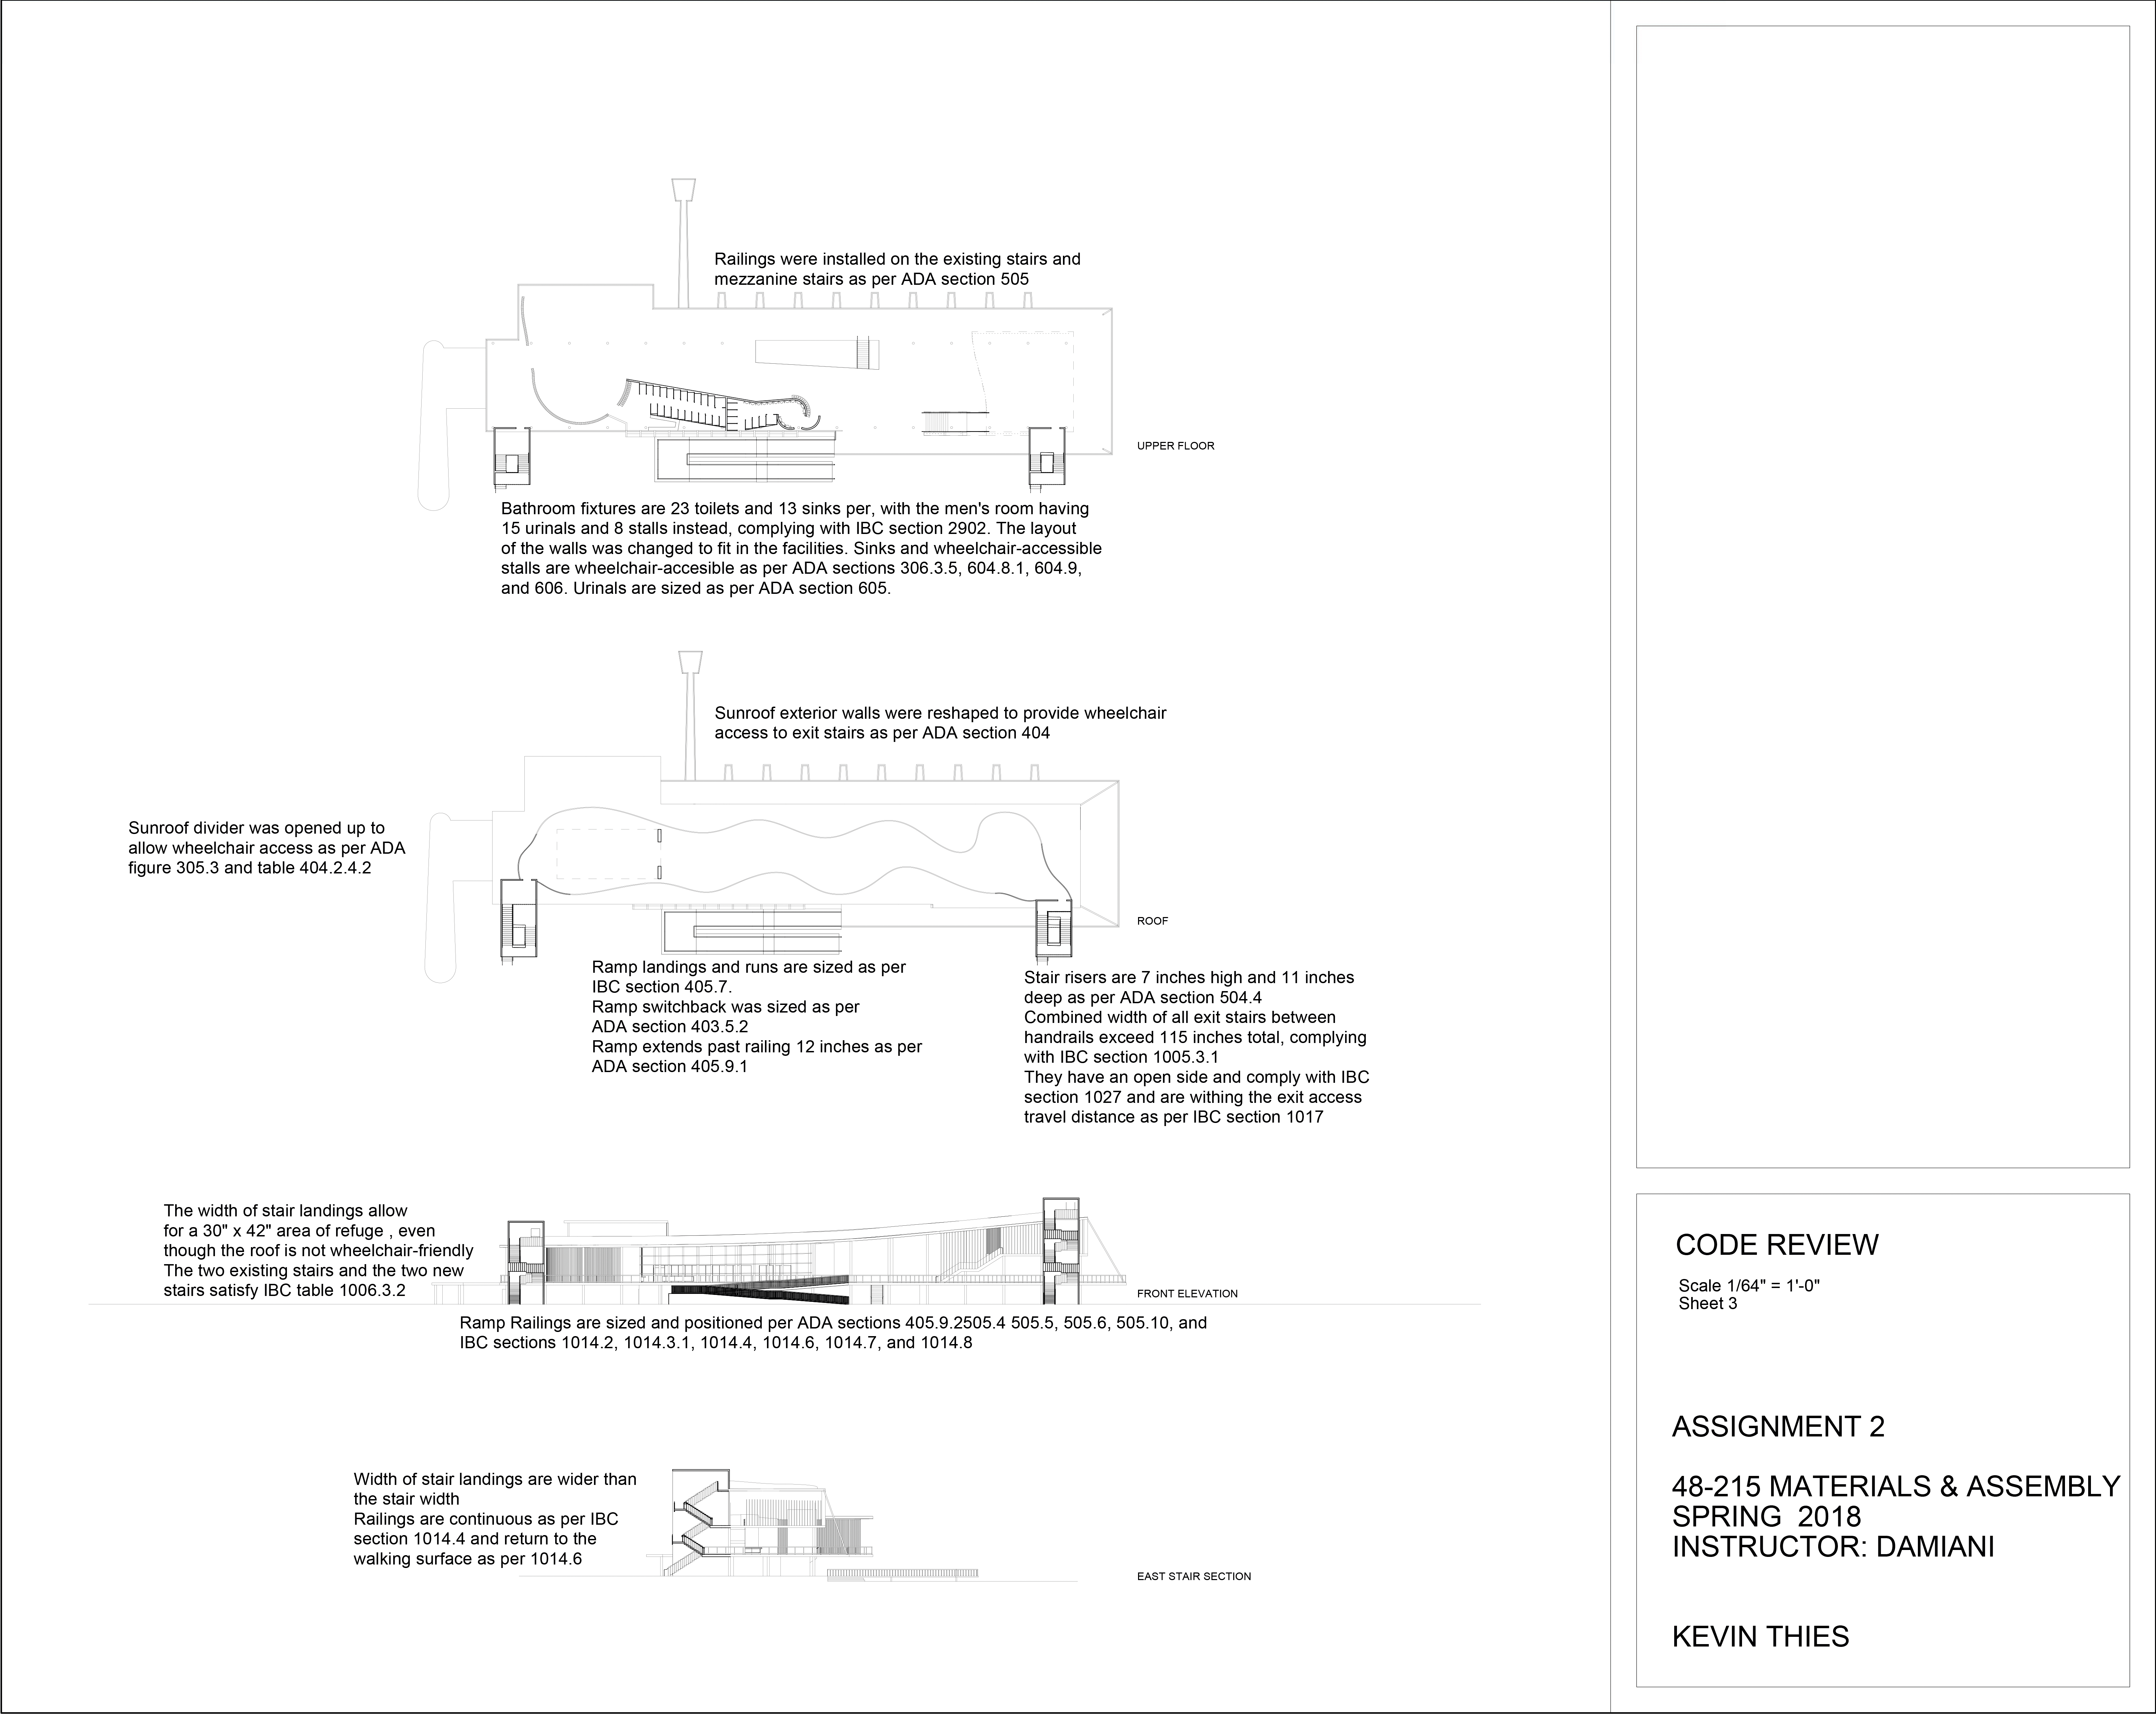 Railings were installed on the existing stairs and
mezzanine stairs as per ADA section 505
UPPER FLOOR
Bathroom fixtures are 23 toilets and 13 sinks per, with the men's room having
15 urinals and 8 stalls instead, complying with IBC section 2902. The layout
of the walls was changed to fit in the facilities. Sinks and wheelchair-accessible
stalls are wheelchair-accesible as per ADA sections 306.3.5, 604.8.1, 604.9,
and 606. Urinals are sized as per ADA section 605.
Sunroof exterior walls were reshaped to provide wheelchair
access to exit stairs as per ADA section 404
Sunroof divider was opened up to
allow wheelchair access as per ADA
figure 305.3 and table 404.2.4.2
ROOF
Ramp landings and runs are sized as per
IBC section 405.7.
Ramp switchback was sized as per
ADA section 403.5.2
Ramp extends past railing 12 inches as per
ADA section 405.9.1
Stair risers are 7 inches high and 11 inches
deep as per ADA section 504.4
Combined width of all exit stairs between
handrails exceed 115 inches total, complying
with IBC section 1005.3.1
They have an open side and comply with IBC
section 1027 and are withing the exit access
travel distance as per IBC section 1017
The width of stair landings allow
for a 30" x 42" area of refuge , even
though the roof is not wheelchair-friendly
The two existing stairs and the two new
stairs satisfy IBC table 1006.3.2
FRONT ELEVATION
Ramp Railings are sized and positioned per ADA sections 405.9.2505.4 505.5, 505.6, 505.10, and
IBC sections 1014.2, 1014.3.1, 1014.4, 1014.6, 1014.7, and 1014.8
Width of stair landings are wider than
the stair width
Railings are continuous as per IBC
section 1014.4 and return to the
walking surface as per 1014.6
EAST STAIR SECTION
CODE REVIEW
Scale 1/64" = 1'-0"
Sheet 3
ASSIGNMENT 2
48-215 MATERIALS & ASSEMBLY
SPRING 2018
INSTRUCTOR: DAMIANI
KEVIN THIES